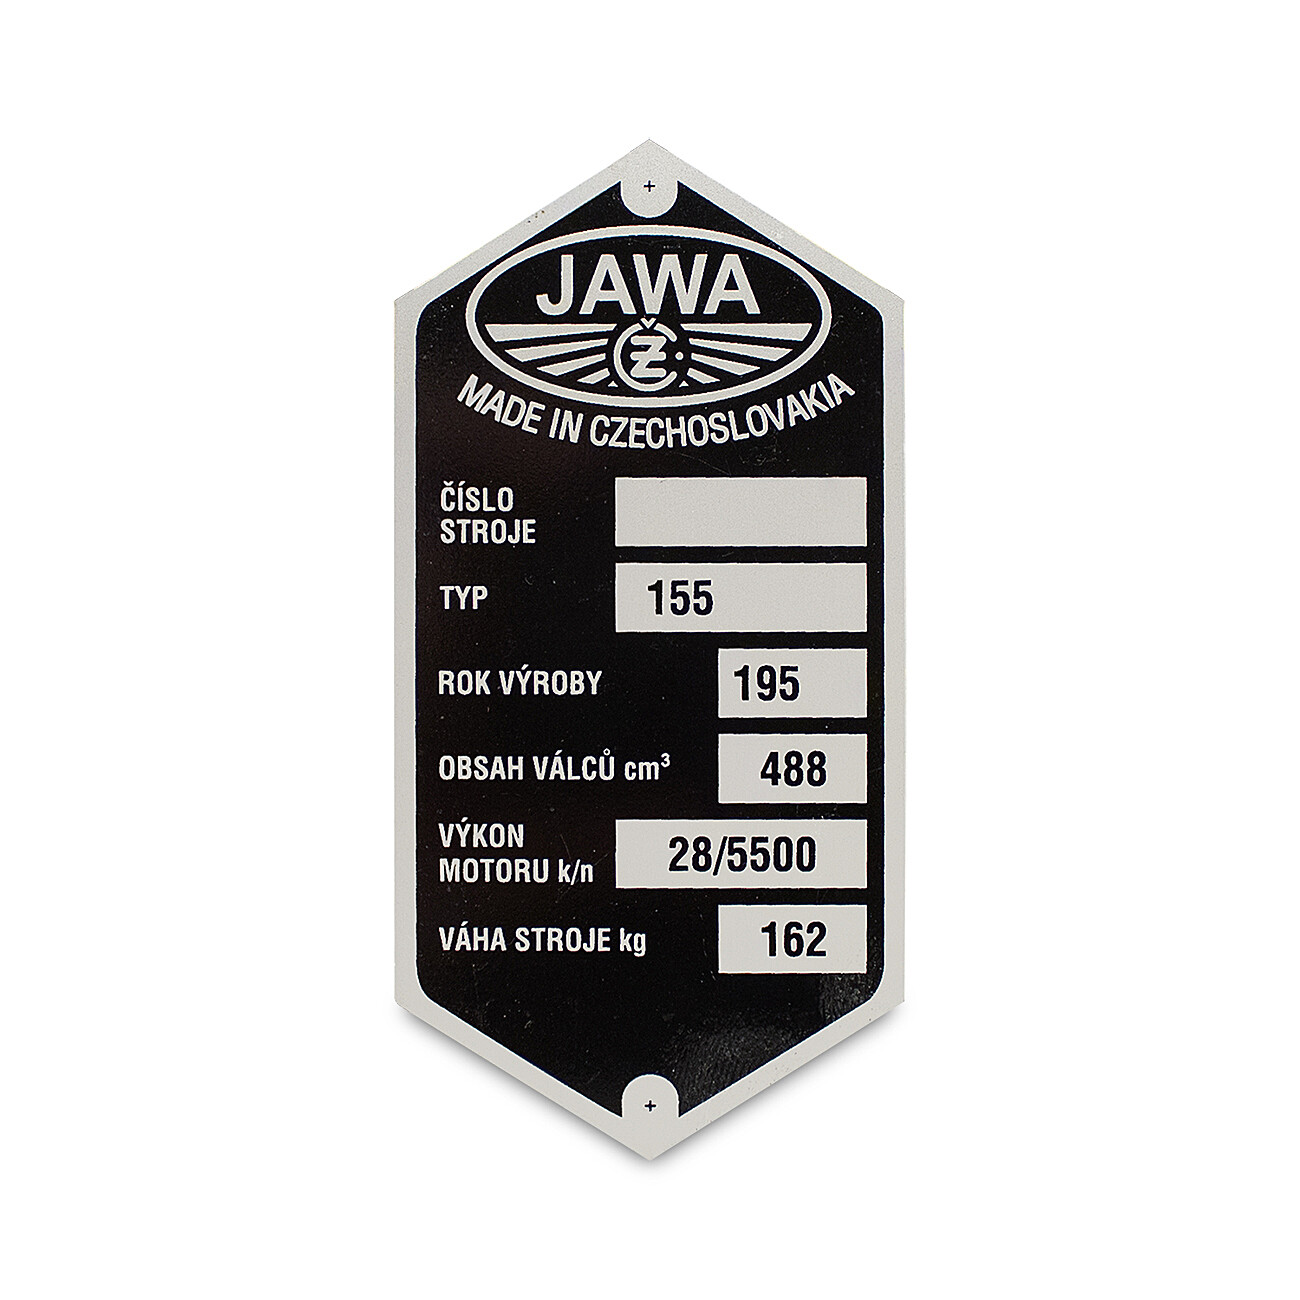 JAWA
ČZ
MADE IN CZECHOSLOVAKIA
ČÍSLO
STROJE
TYP 155
ROK VÝROBY 195
OBSAH VÁLCŮ cm³ 488
VÝKON
MOTORU k/n 28/5500
VÁHA STROJE kg 162